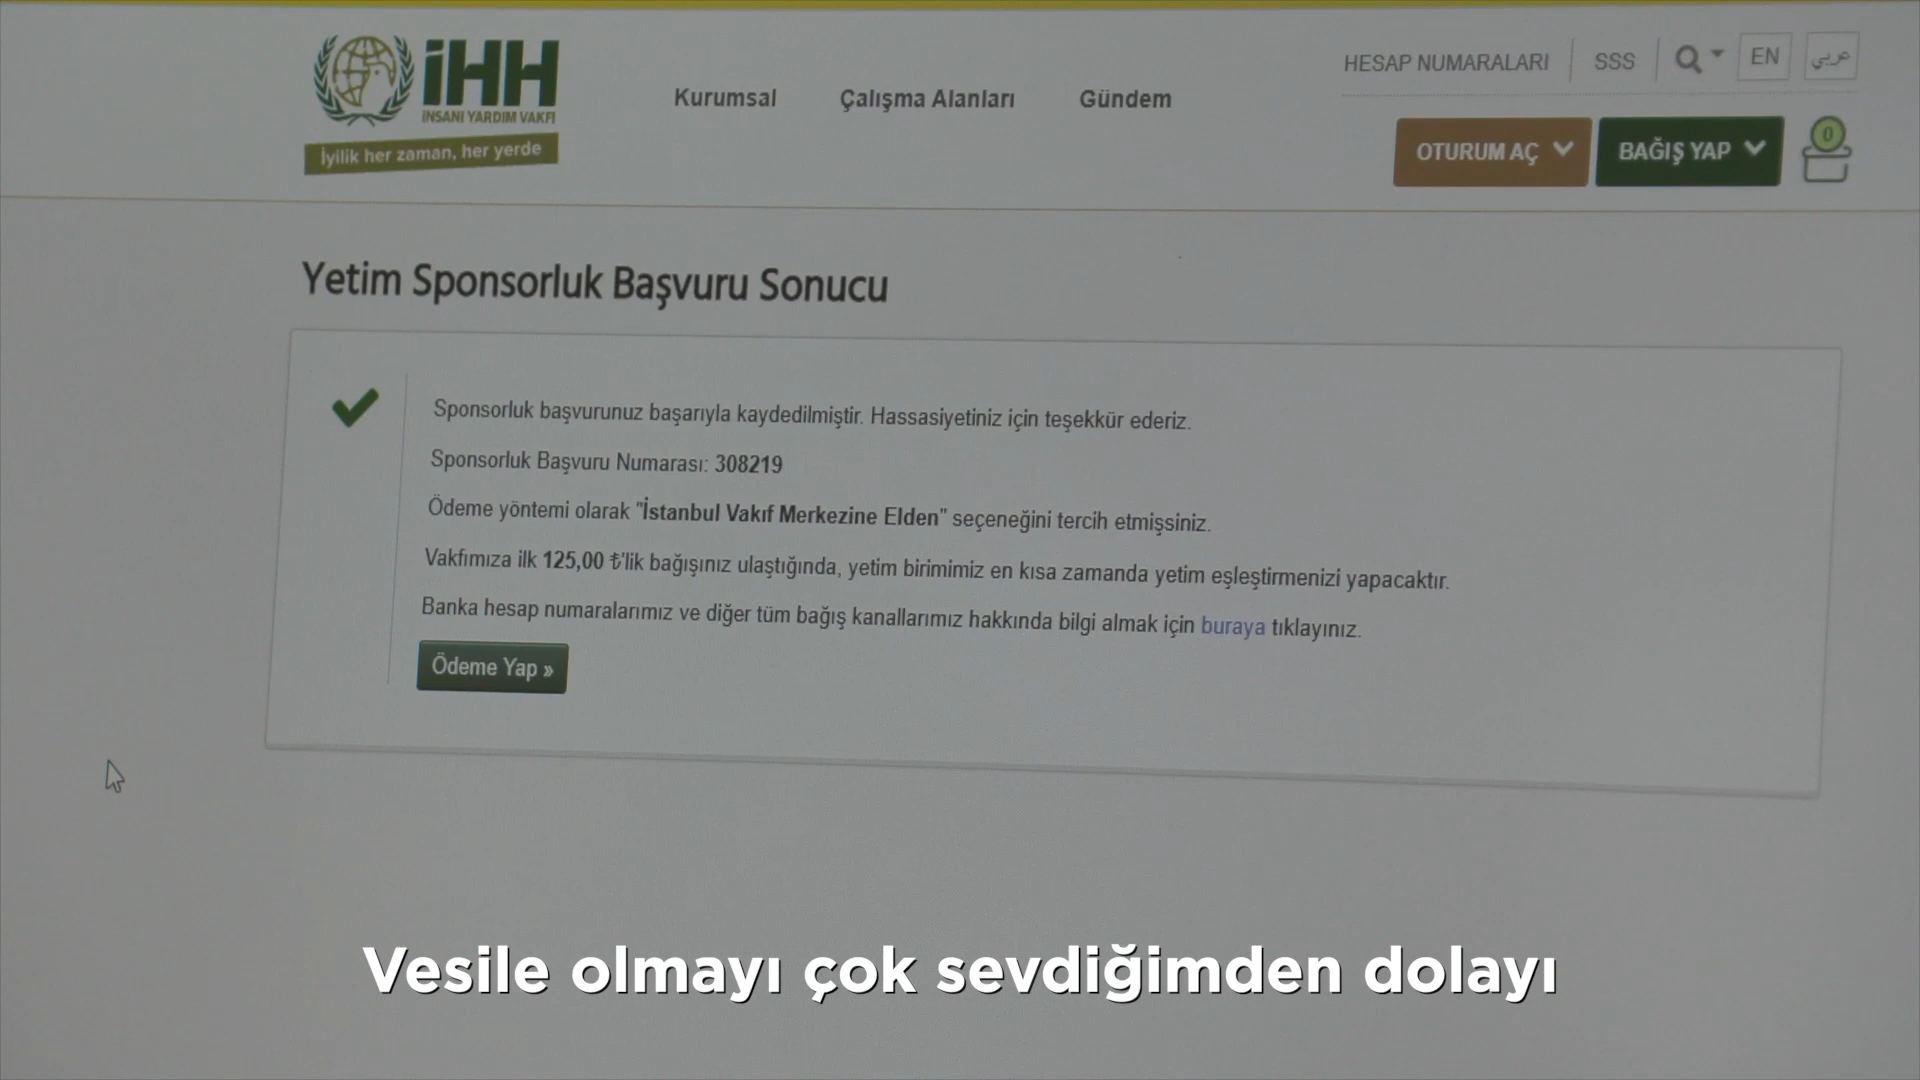 İHH
İNSANİ YARDIM VAKFI
İyilik her zaman, her yerde
Kurumsal
Çalışma Alanları
Gündem
HESAP NUMARALARI
SSS
EN
عربي
OTURUM AÇ
BAĞIŞ YAP
0
Yetim Sponsorluk Başvuru Sonucu
Sponsorluk başvurunuz başarıyla kaydedilmiştir. Hassasiyetiniz için teşekkür ederiz.
Sponsorluk Başvuru Numarası: 308219
Ödeme yöntemi olarak "İstanbul Vakıf Merkezine Elden" seçeneğini tercih etmişsiniz.
Vakfımıza ilk 125,00 ₺'lik bağışınız ulaştığında, yetim birimimiz en kısa zamanda yetim eşleştirmenizi yapacaktır.
Banka hesap numaralarımız ve diğer tüm bağış kanallarımız hakkında bilgi almak için buraya tıklayınız.
Ödeme Yap »
Vesile olmayı çok sevdiğimden dolayı